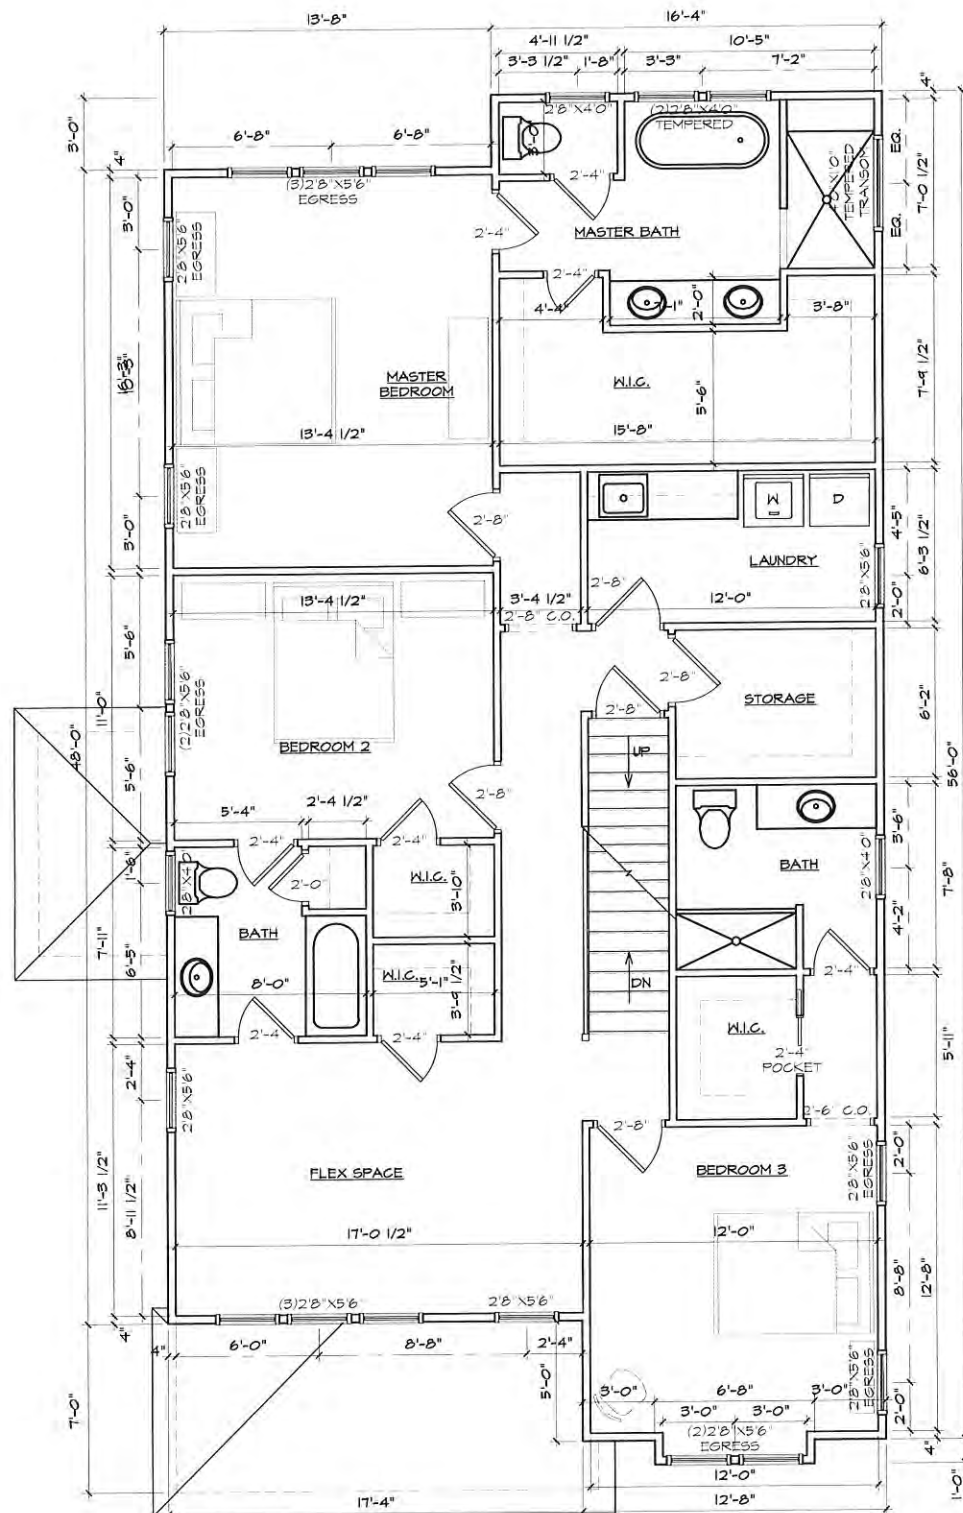 13'-8"
16'-4"
4'-11 1/2"
10'-5"
3'-3 1/2"
1'-8"
3'-3"
7'-2"
4"
3'-0"
4"
6'-8"
6'-8"
2'8"X4'0"
(2)2'8"X4'0"
TEMPERED
3'-0"
TEMPERED
TRANSOM
EQ.
7'-0 1/2"
EQ.
(3)2'8"X5'6"
EGRESS
2'-4"
3'-0"
2'8"X5'6"
EGRESS
2'-4"
MASTER BATH
2'-4"
4'-4"
7'-1"
2'-0"
3'-8"
7'-9 1/2"
MASTER
BEDROOM
W.I.C.
5'-6"
13'-4 1/2"
15'-8"
2'8"X5'6"
EGRESS
3'-0"
2'-8"
W
D
4'-5"
6'-3 1/2"
LAUNDRY
2'8"X5'6"
2'-0"
13'-4 1/2"
3'-4 1/2"
2'-8"
12'-0"
2'-8" C.O.
5'-6"
11'-0"
(2)2'8"X5'6"
EGRESS
2'-8"
STORAGE
6'-2"
2'-8"
48'-0"
BEDROOM 2
UP
56'-0"
5'-6"
2'-8"
5'-4"
2'-4 1/2"
2'-4"
2'-4"
3'-6"
1'-6"
2'8"X4'0"
2'-0"
W.I.C.
3'-10"
BATH
2'8"X4'0"
7'-8"
4'-2"
7'-11"
6'-5"
BATH
W.I.C.
5'-1"
3'-9 1/2"
8'-0"
DN
2'-4"
2'-4
2'-4"
W.I.C.
2'-4"
POCKET
5'-11"
2'-4"
2'8"X5'6"
2'-6" C.O.
2'-8"
11'-3 1/2"
8'-11 1/2"
FLEX SPACE
BEDROOM 3
2'8"X5'6"
EGRESS
2'-0"
17'-0 1/2"
12'-0"
8'-8"
12'-8"
(3)2'8"X5'6"
2'8"X5'6"
4"
4"
6'-0"
8'-8"
2'-4"
5'-0"
7'-0"
3'-0"
6'-8"
3'-0"
2'8"X5'6"
EGRESS
2'-0"
3'-0"
3'-0"
(2)2'8"X5'6"
EGRESS
4"
1'-0"
12'-0"
17'-4"
12'-8"